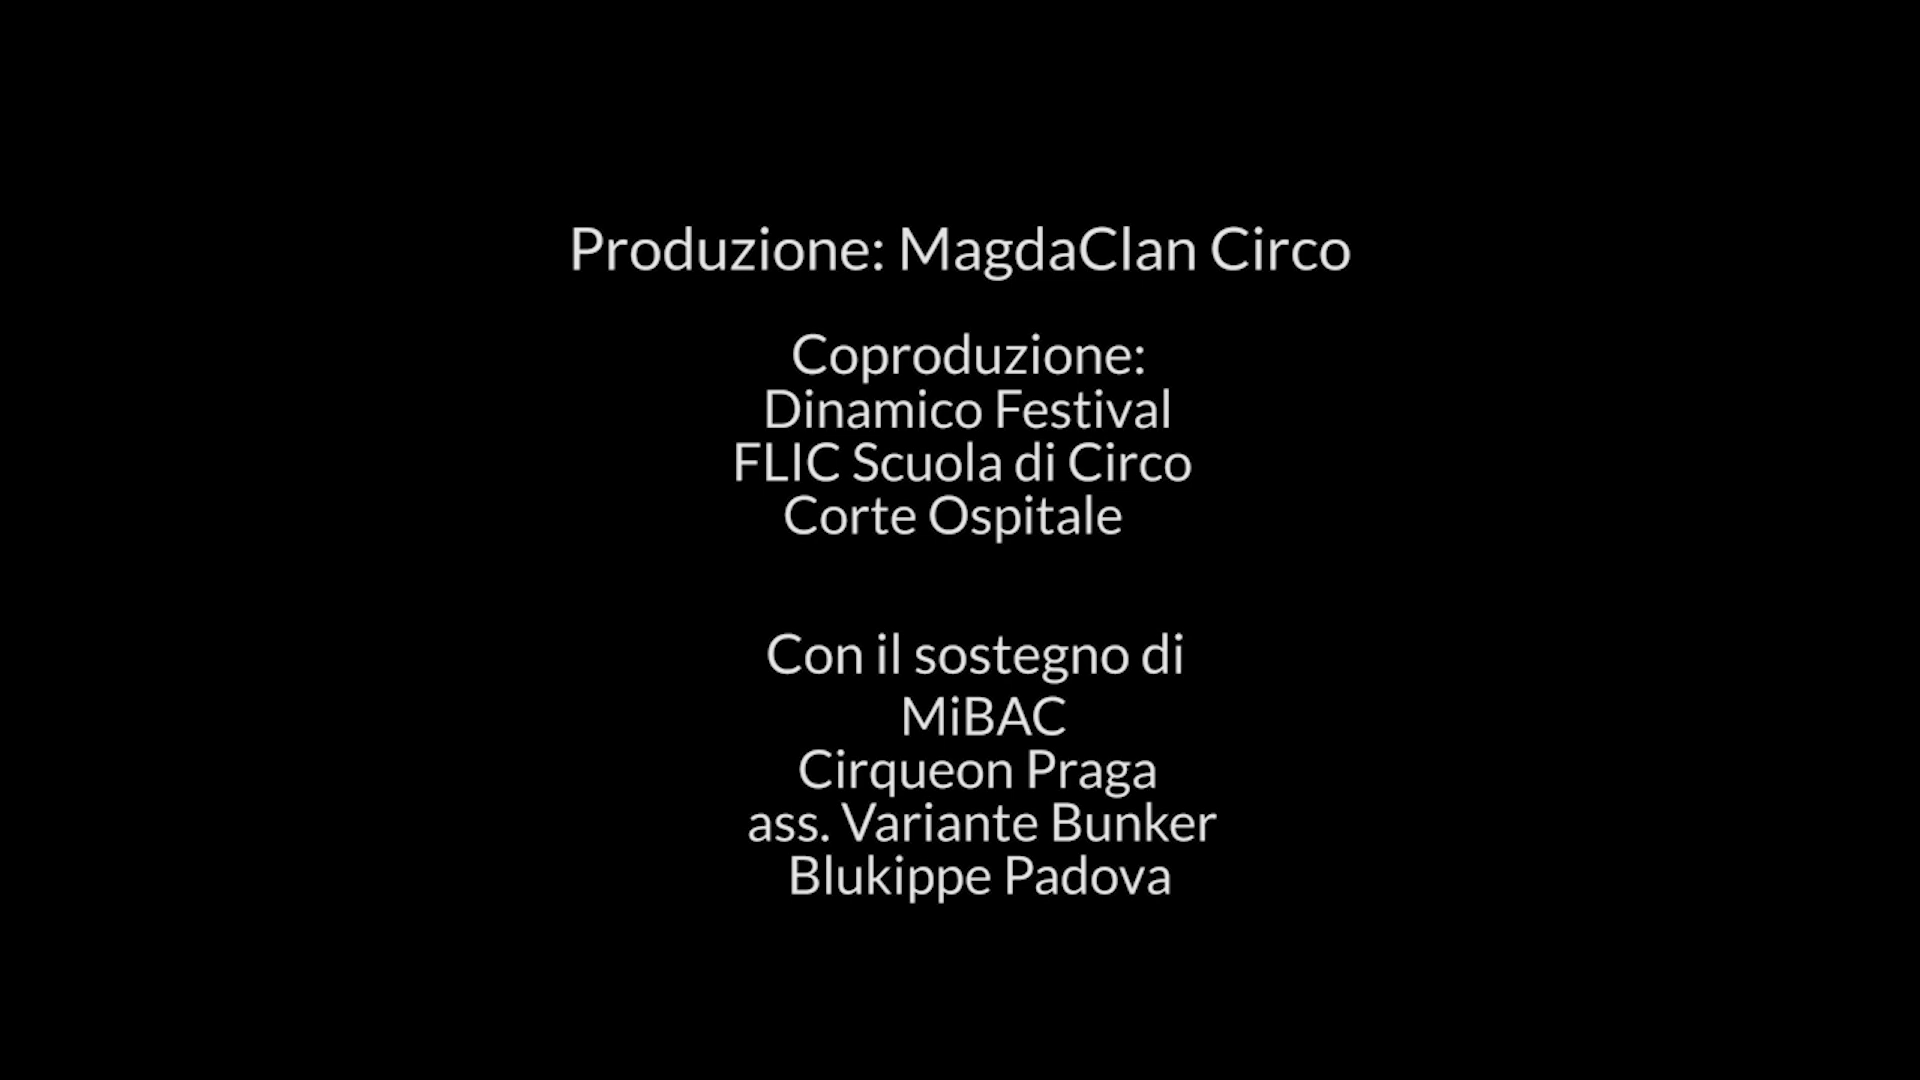 Produzione: MagdaClan Circo
Coproduzione:
Dinamico Festival
FLIC Scuola di Circo
Corte Ospitale
Con il sostegno di
MiBAC
Cirqueon Praga
ass. Variante Bunker
Blukippe Padova